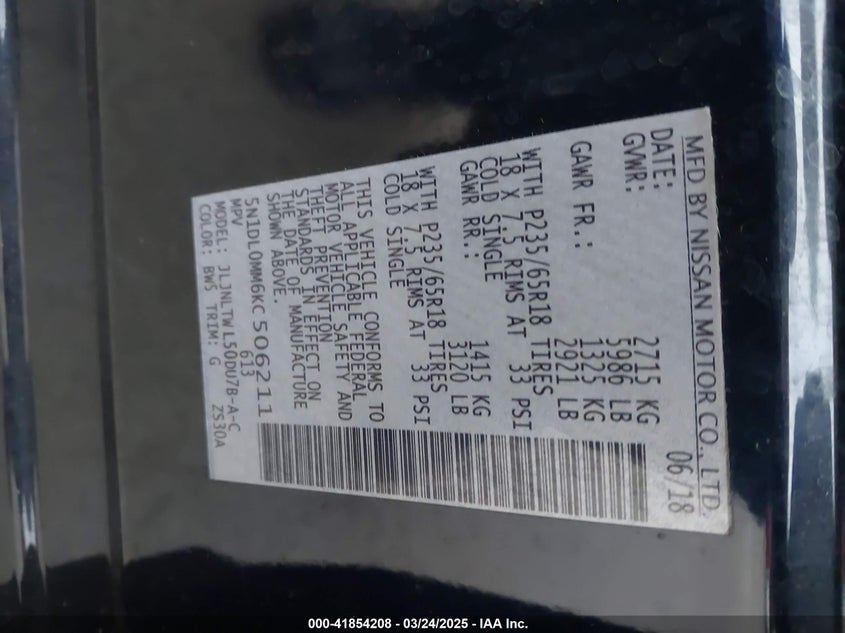 MFD BY NISSAN MOTOR CO., LTD.
DATE: 06/18
GVWR: 2715 KG
5986 LB
GAWR FR.: 1325 KG
2921 LB
WITH P235/65R18 TIRES
18 X 7.5 RIMS AT 33 PSI
COLD SINGLE
GAWR RR.: 1415 KG
3120 LB
WITH P235/65R18 TIRES
18 X 7.5 RIMS AT 33 PSI
COLD SINGLE
THIS VEHICLE CONFORMS TO
ALL APPLICABLE FEDERAL
MOTOR VEHICLE SAFETY AND
THEFT PREVENTION
STANDARDS IN EFFECT ON
THE DATE OF MANUFACTURE
SHOWN ABOVE.
5N1DL0MM6KC506211
MPV 613
MODEL: JLJNLTWL50DU7B-A-C
COLOR: BW5 TRIM: G ZS30A
000-41854208 - 03/24/2025 - IAA Inc.